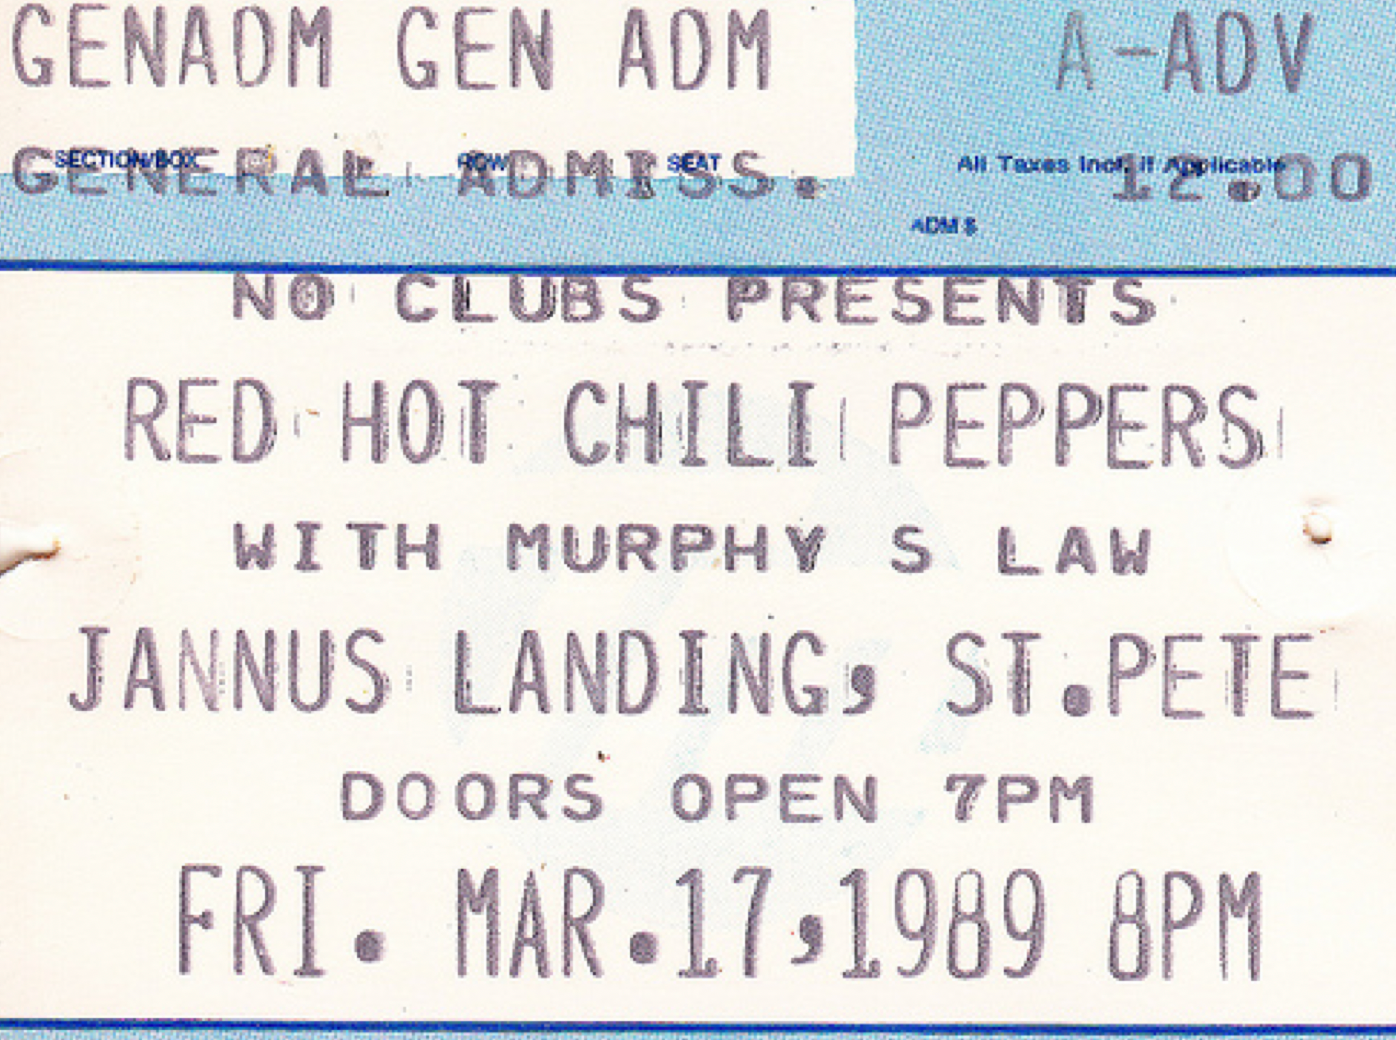 GENADM GEN ADM A-ADV
SECTION/BOX ROW SEAT All Taxes Incl. if Applicable
GENERAL ADMISS. 12.00
ADM $
NO CLUBS PRESENTS
RED HOT CHILI PEPPERS
WITH MURPHY S LAW
JANNUS LANDING, ST.PETE
DOORS OPEN 7PM
FRI. MAR.17,1989 8PM